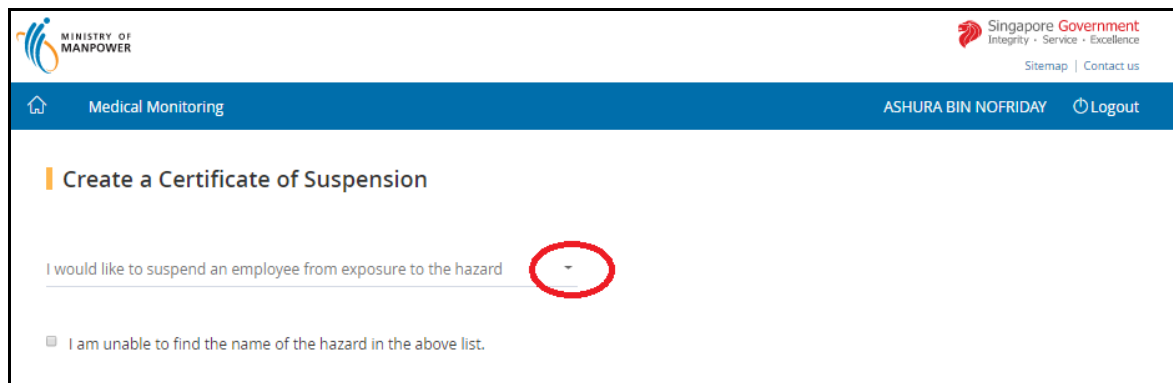 MINISTRY OF
MANPOWER
Singapore Government
Integrity · Service · Excellence
Sitemap | Contact us
Medical Monitoring
ASHURA BIN NOFRIDAY
Logout
Create a Certificate of Suspension
I would like to suspend an employee from exposure to the hazard
I am unable to find the name of the hazard in the above list.